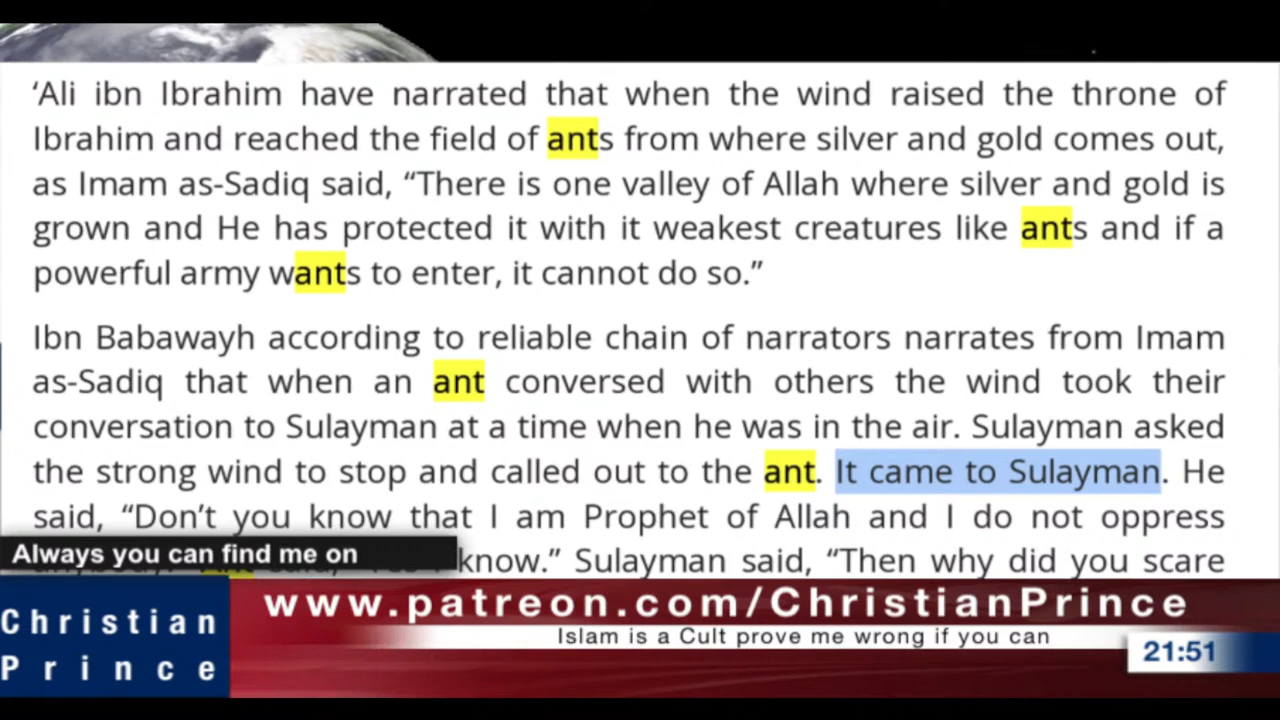 ‘Ali ibn Ibrahim have narrated that when the wind raised the throne of
Ibrahim and reached the field of ants from where silver and gold comes out,
as Imam as-Sadiq said, “There is one valley of Allah where silver and gold is
grown and He has protected it with it weakest creatures like ants and if a
powerful army wants to enter, it cannot do so.”
Ibn Babawayh according to reliable chain of narrators narrates from Imam
as-Sadiq that when an ant conversed with others the wind took their
conversation to Sulayman at a time when he was in the air. Sulayman asked
the strong wind to stop and called out to the ant. It came to Sulayman. He
said, “Don’t you know that I am Prophet of Allah and I do not oppress
know.” Sulayman said, “Then why did you scare
Always you can find me on
www.patreon.com/ChristianPrince
Islam is a Cult prove me wrong if you can
Christian
Prince
21:51